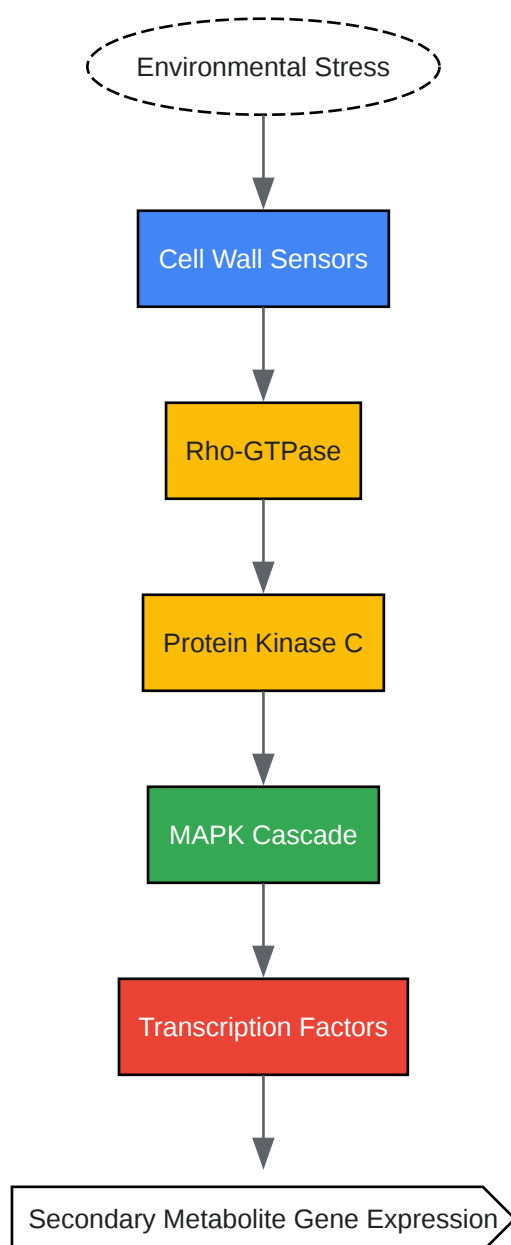 Environmental Stress
Cell Wall Sensors
Rho-GTPase
Protein Kinase C
MAPK Cascade
Transcription Factors
Secondary Metabolite Gene Expression